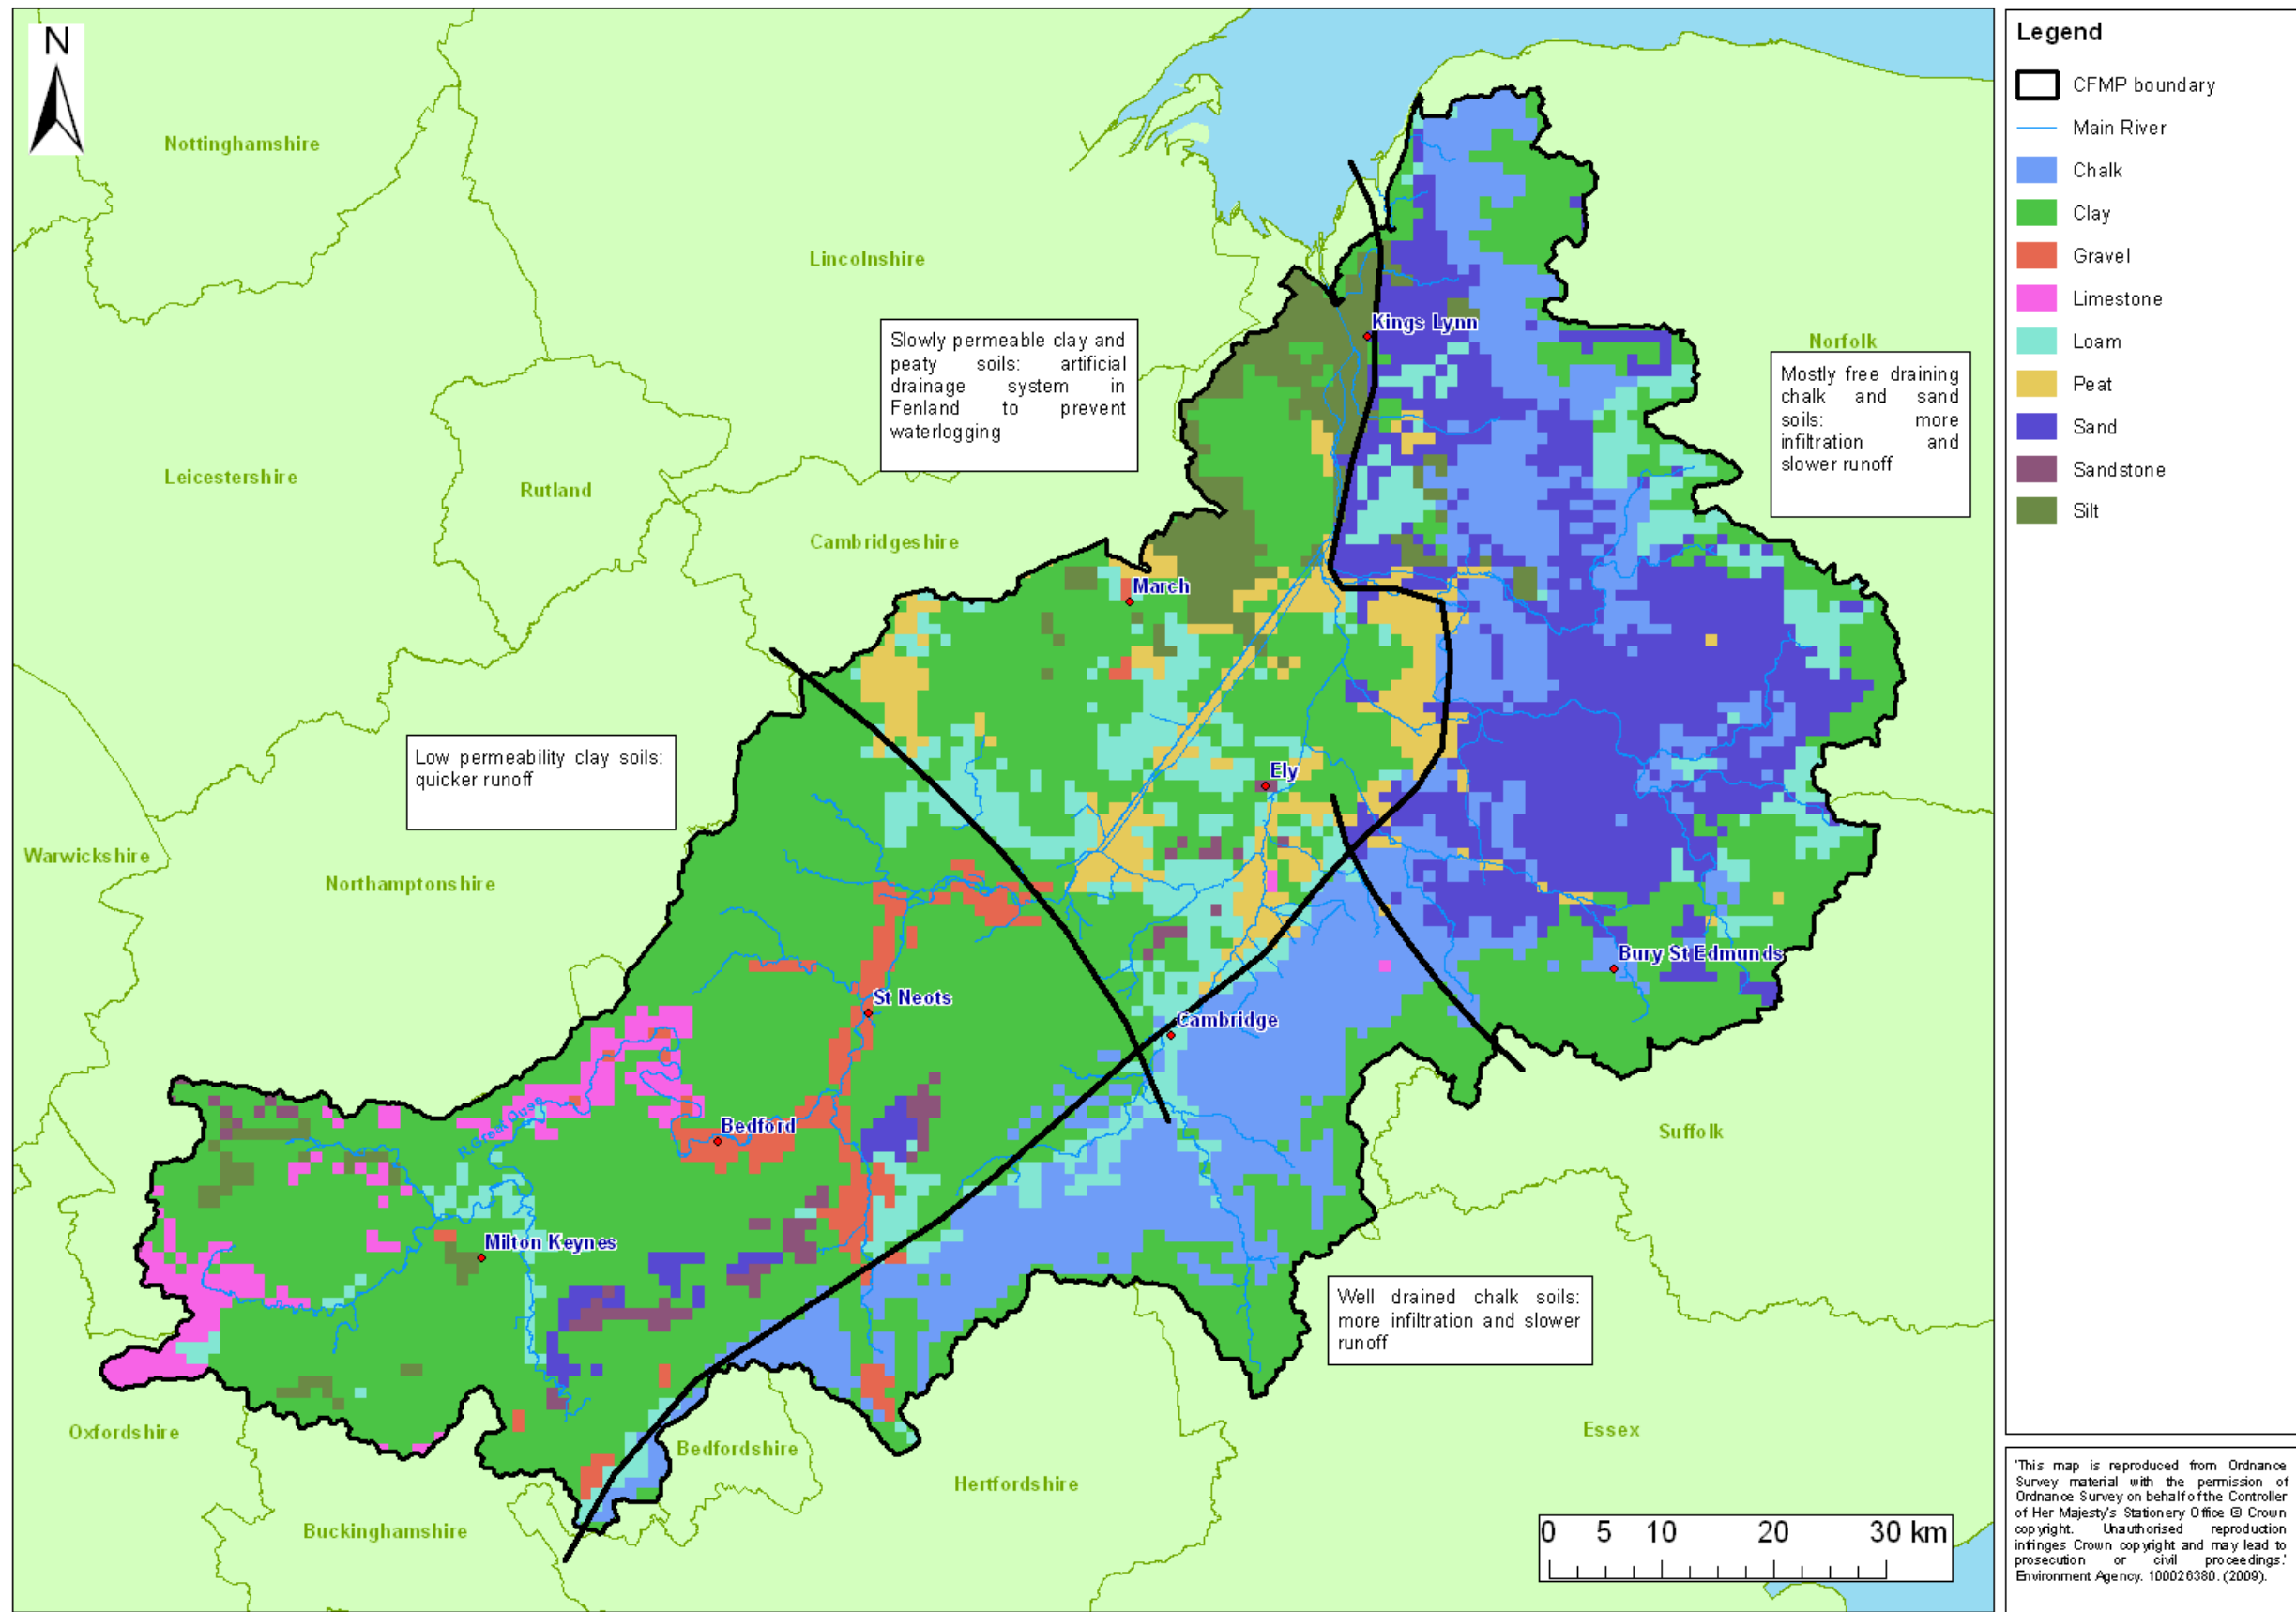 N
Nottinghamshire
Lincolnshire
Leicestershire
Rutland
Cambridgeshire
Norfolk
Warwickshire
Northamptonshire
Suffolk
Oxfordshire
Buckinghamshire
Bedfordshire
Hertfordshire
Essex
Slowly permeable clay and
peaty soils: artificial
drainage system in
Fenland to prevent
waterlogging
Mostly free draining
chalk and sand
soils: more
infiltration and
slower runoff
Low permeability clay soils:
quicker runoff
Well drained chalk soils:
more infiltration and slower
runoff
Kings Lynn
March
Ely
Bury St Edmunds
St Neots
Cambridge
Bedford
Milton Keynes
R. Great Ouse
0 5 10 20 30 km
Legend
CFMP boundary
Main River
Chalk
Clay
Gravel
Limestone
Loam
Peat
Sand
Sandstone
Silt
'This map is reproduced from Ordnance
Survey material with the permission of
Ordnance Survey on behalf of the Controller
of Her Majesty's Stationery Office © Crown
copyright. Unauthorised reproduction
infringes Crown copyright and may lead to
prosecution or civil proceedings.'
Environment Agency. 100026380. (2009).